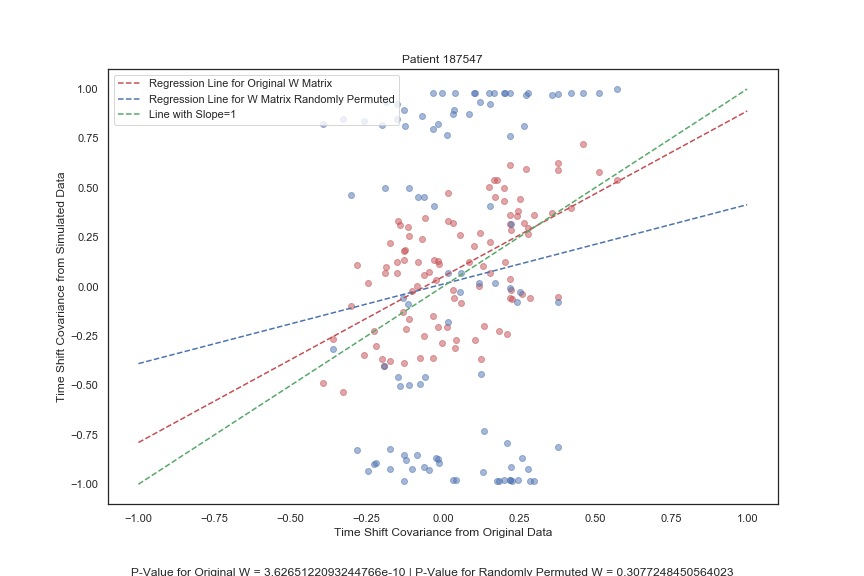 Patient 187547
Regression Line for Original W Matrix
Regression Line for W Matrix Randomly Permuted
Line with Slope=1
Time Shift Covariance from Simulated Data
1.00
0.75
0.50
0.25
0.00
−0.25
−0.50
−0.75
−1.00
−1.00 −0.75 −0.50 −0.25 0.00 0.25 0.50 0.75 1.00
Time Shift Covariance from Original Data
P-Value for Original W = 3.6265122093244766e-10 | P-Value for Randomly Permuted W = 0.3077248450564023